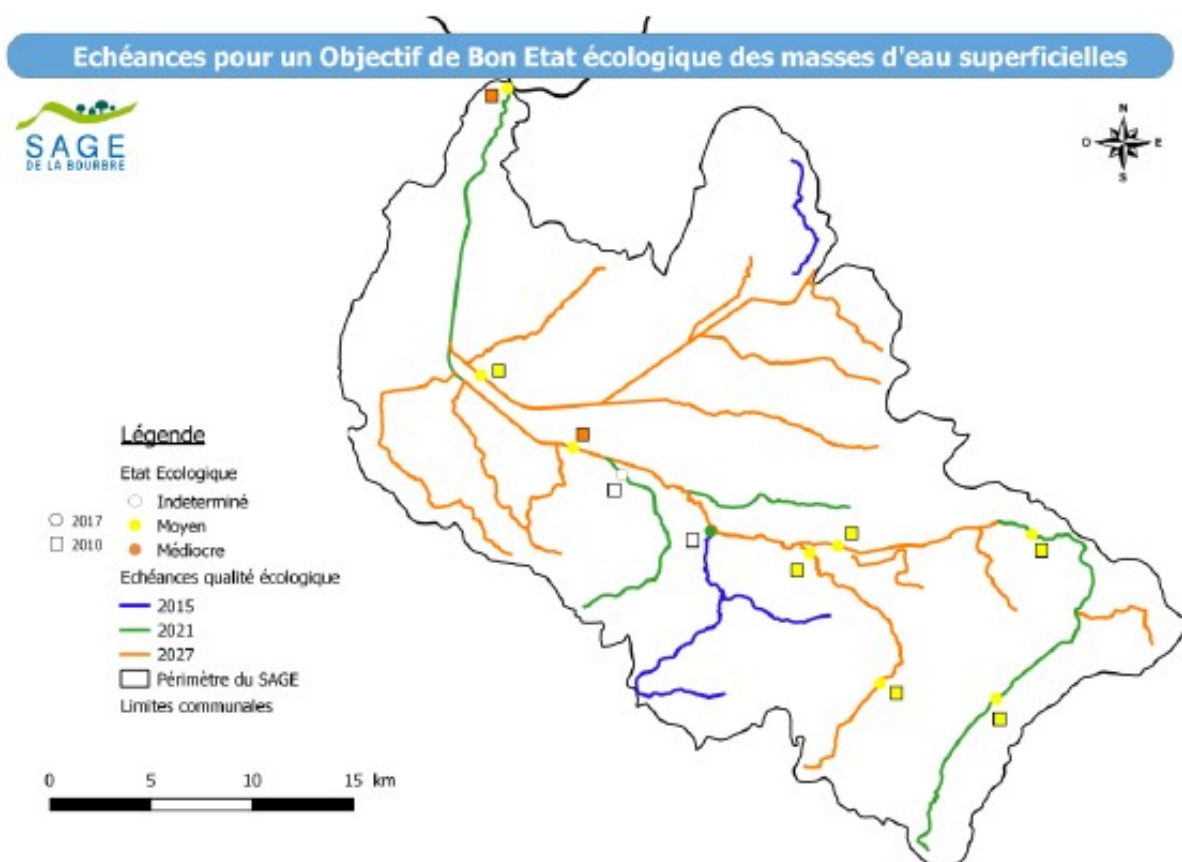 Echéances pour un Objectif de Bon Etat écologique des masses d'eau superficielles
SAGE
DE LA BOURBRE
N
O
E
S
Légende
Etat Ecologique
Indeterminé
2017
Moyen
2010
Médiocre
Echéances qualité écologique
2015
2021
2027
Périmètre du SAGE
Limites communales
0 5 10 15 km